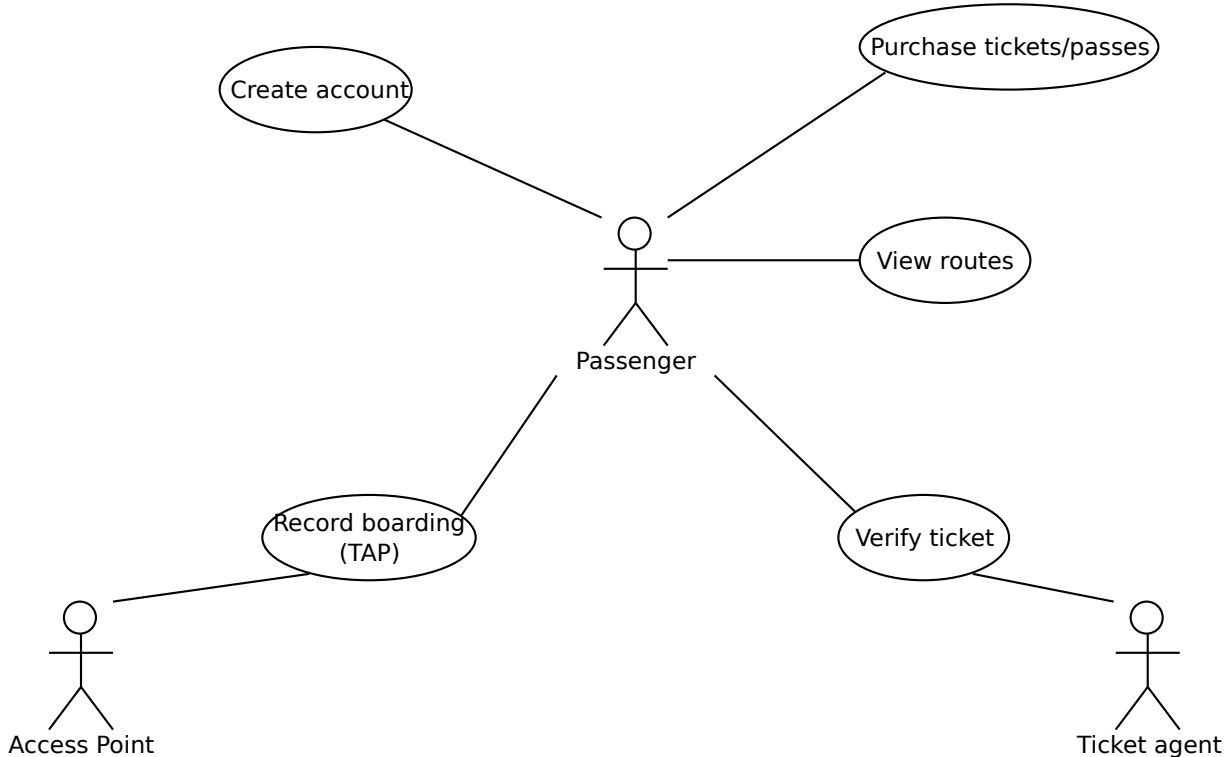 Purchase tickets/passes
Create account
View routes
Passenger
Record boarding
(TAP)
Verify ticket
Access Point
Ticket agent